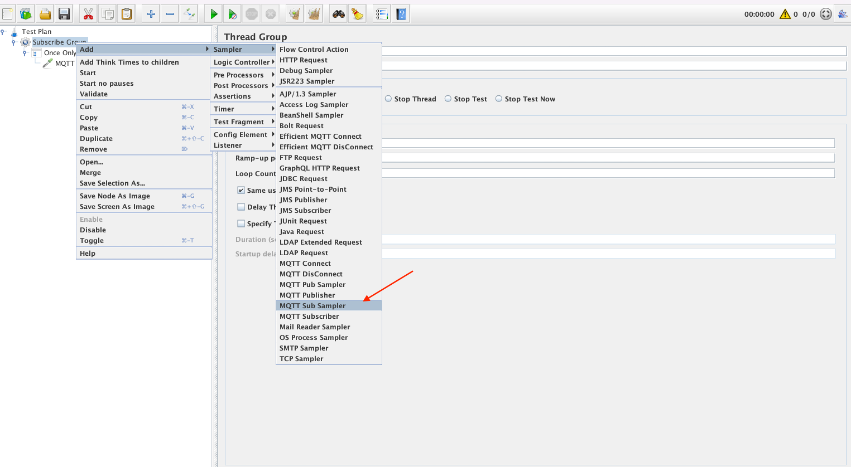 00:00:00 0 0/0
Test Plan
Subscribe Group
Once Only
MQTT
Add
Add Think Times to children
Start
Start no pauses
Validate
Cut ⌘-X
Copy ⌘-C
Paste ⌘-V
Duplicate ⌘+⇧-C
Remove ⌦
Open...
Merge
Save Selection As...
Save Node As Image ⌘-G
Save Screen As Image ⌘+⇧-G
Enable
Disable
Toggle ⌘-T
Help
Sampler
Logic Controller
Pre Processors
Post Processors
Assertions
Timer
Test Fragment
Config Element
Listener
Flow Control Action
HTTP Request
Debug Sampler
JSR223 Sampler
AJP/1.3 Sampler
Access Log Sampler
BeanShell Sampler
Bolt Request
Efficient MQTT Connect
Efficient MQTT DisConnect
FTP Request
GraphQL HTTP Request
JDBC Request
JMS Point-to-Point
JMS Publisher
JMS Subscriber
JUnit Request
Java Request
LDAP Extended Request
LDAP Request
MQTT Connect
MQTT DisConnect
MQTT Pub Sampler
MQTT Publisher
MQTT Sub Sampler
MQTT Subscriber
Mail Reader Sampler
OS Process Sampler
SMTP Sampler
TCP Sampler
Thread Group
Stop Thread Stop Test Stop Test Now
Ramp-up p
Loop Count
Same us
Delay Th
Specify
Duration (se
Startup dela